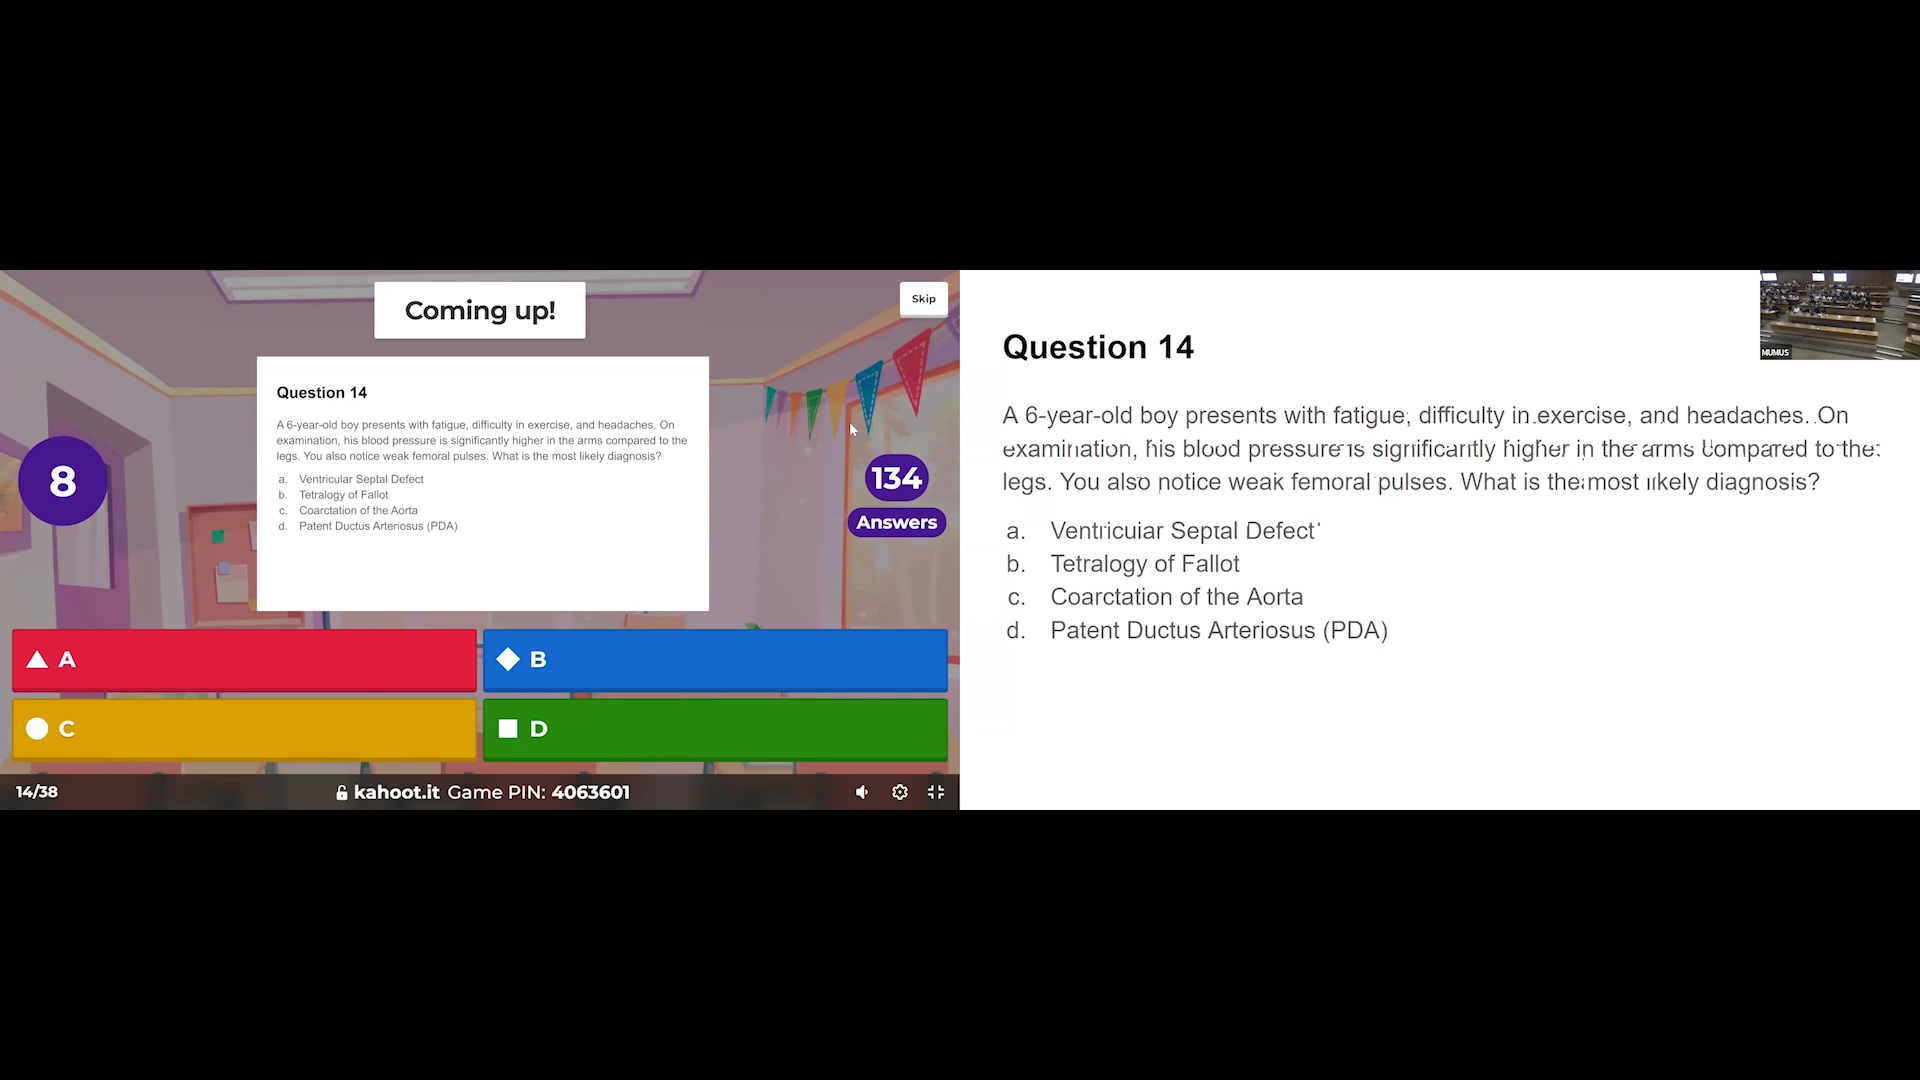 Coming up!
Skip
Question 14
A 6-year-old boy presents with fatigue, difficulty in exercise, and headaches. On
examination, his blood pressure is significantly higher in the arms compared to the
legs. You also notice weak femoral pulses. What is the most likely diagnosis?
a. Ventricular Septal Defect
b. Tetralogy of Fallot
c. Coarctation of the Aorta
d. Patent Ductus Arteriosus (PDA)
8
134
Answers
A
B
C
D
14/38
kahoot.it Game PIN: 4063601
MUMUS
Question 14
A 6-year-old boy presents with fatigue, difficulty in exercise, and headaches. On
examination, his blood pressure is significantly higher in the arms compared to the
legs. You also notice weak femoral pulses. What is the most likely diagnosis?
a. Ventricular Septal Defect
b. Tetralogy of Fallot
c. Coarctation of the Aorta
d. Patent Ductus Arteriosus (PDA)